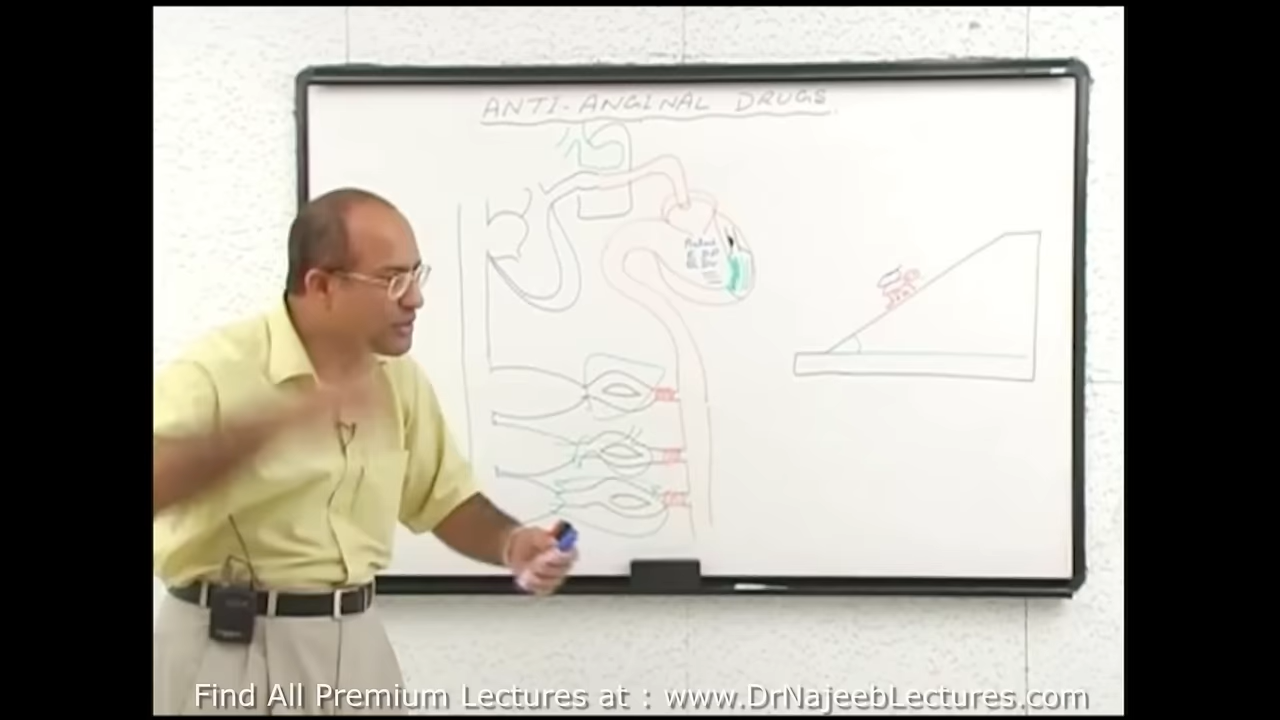 ANTI-ANGINAL DRUGS
Find All Premium Lectures at : www.DrNajeebLectures.com